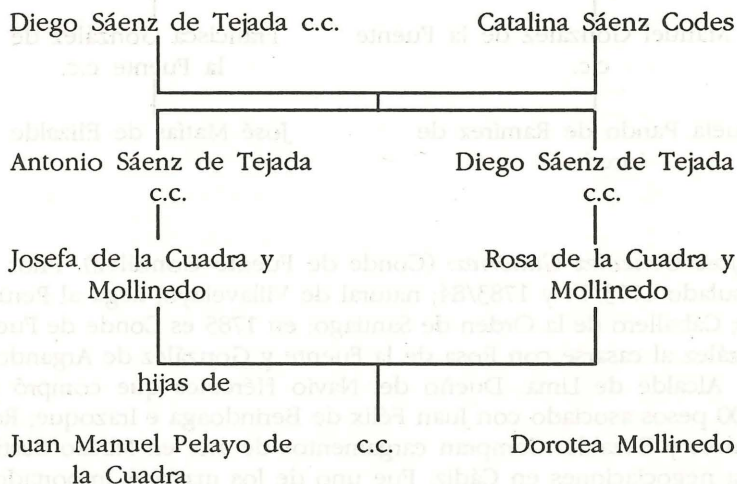 Diego Sáenz de Tejada c.c. Catalina Sáenz Codes
Antonio Sáenz de Tejada Diego Sáenz de Tejada
c.c. c.c.
Josefa de la Cuadra y Rosa de la Cuadra y
Mollinedo Mollinedo
hijas de
Juan Manuel Pelayo de c.c. Dorotea Mollinedo
la Cuadra